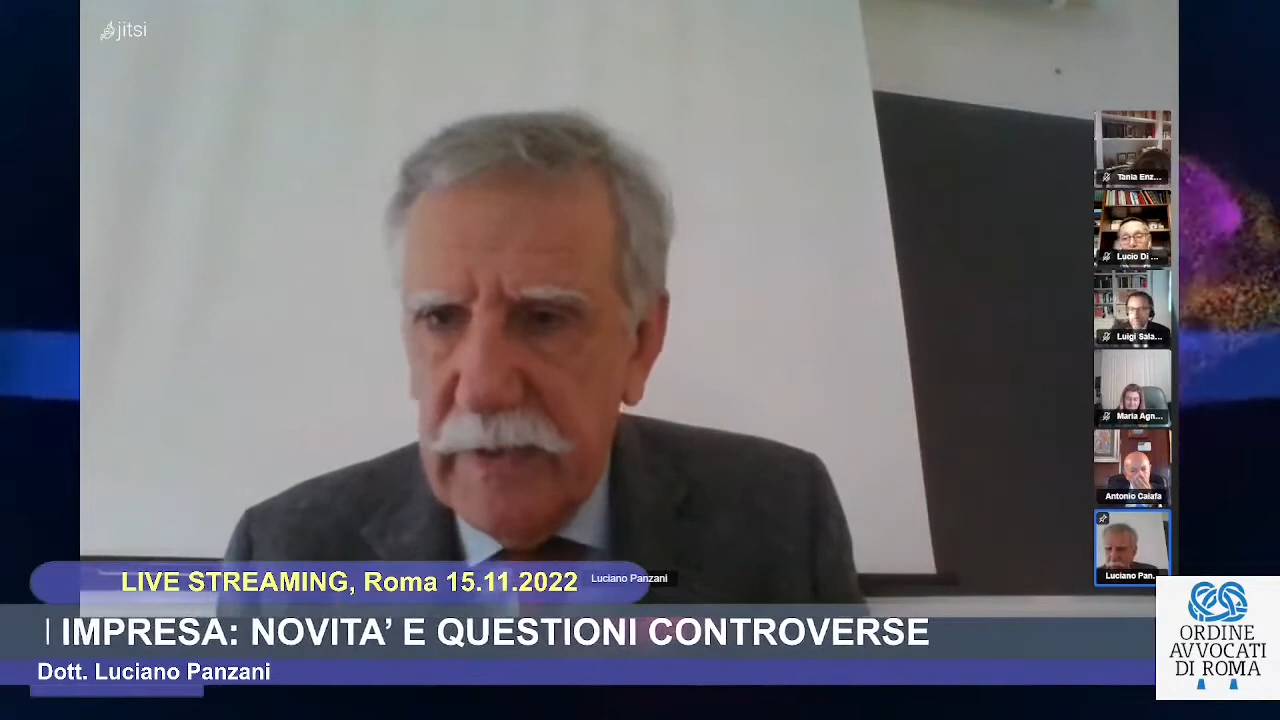 jitsi
Tania Enz...
Lucio Di ...
Luigi Sala...
Maria Agn...
Antonio Caiafa
Luciano Pan...
LIVE STREAMING, Roma 15.11.2022
Luciano Panzani
IMPRESA: NOVITA’ E QUESTIONI CONTROVERSE
Dott. Luciano Panzani
ORDINE
AVVOCATI
DI ROMA